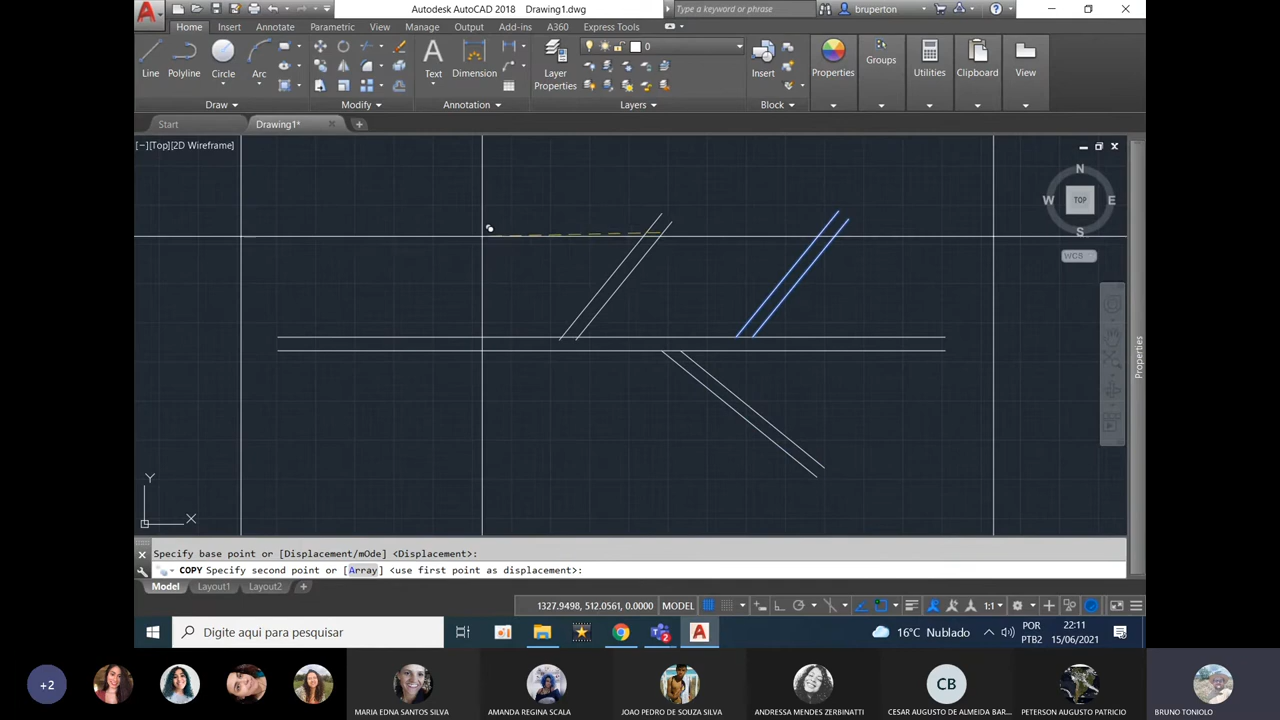 Autodesk AutoCAD 2018 Drawing1.dwg
Type a keyword or phrase
bruperton
Home Insert Annotate Parametric View Manage Output Add-ins A360 Express Tools
0
Line Polyline Circle Arc
Text Dimension
Layer Properties
Insert
Properties Groups Utilities Clipboard View
Draw Modify Annotation Layers Block
Start Drawing1*
[−][Top][2D Wireframe]
N
W TOP E
S
WCS
Properties
Y
X
Specify base point or [Displacement/mOde] <Displacement>:
COPY Specify second point or [Array] <use first point as displacement>:
Model Layout1 Layout2
1327.9498, 512.0561, 0.0000 MODEL 1:1
Digite aqui para pesquisar
16°C Nublado
POR 22:11
PTB2 15/06/2021
+2
CB
MARIA EDNA SANTOS SILVA AMANDA REGINA SCALA JOAO PEDRO DE SOUZA SILVA ANDRESSA MENDES ZERBINATTI CESAR AUGUSTO DE ALMEIDA BAR... PETERSON AUGUSTO PATRICIO BRUNO TONIOLO